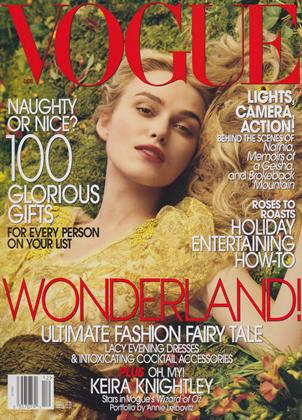 VOGUE
DEC
NAUGHTY
OR NICE?
100
GLORIOUS
GIFTS
FOR EVERY PERSON
ON YOUR LIST
LIGHTS,
CAMERA,
ACTION!
BEHIND THE SCENES OF
Narnia,
Memoirs of
a Geisha,
and Brokeback
Mountain
ROSES TO
ROASTS
HOLIDAY
ENTERTAINING
HOW-TO
WONDERLAND!
ULTIMATE FASHION FAIRY TALE
LACY EVENING DRESSES
& INTOXICATING COCKTAIL ACCESSORIES
PLUS OH, MY!
KEIRA KNIGHTLEY
Stars in Vogue's Wizard of Oz
Portfolio by Annie Leibovitz